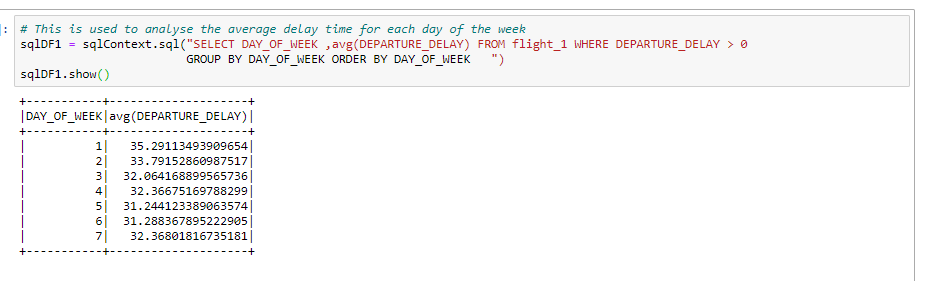 ]: # This is used to analyse the average delay time for each day of the week
sqlDF1 = sqlContext.sql("SELECT DAY_OF_WEEK ,avg(DEPARTURE_DELAY) FROM flight_1 WHERE DEPARTURE_DELAY > 0
                       GROUP BY DAY_OF_WEEK ORDER BY DAY_OF_WEEK   ")
sqlDF1.show()
+-----------+--------------------+
|DAY_OF_WEEK|avg(DEPARTURE_DELAY)|
+-----------+--------------------+
|          1|   35.29113493909654|
|          2|   33.79152860987517|
|          3|  32.064168899565736|
|          4|   32.36675169788299|
|          5|  31.244123389063574|
|          6|  31.288367895222905|
|          7|   32.36801816735181|
+-----------+--------------------+